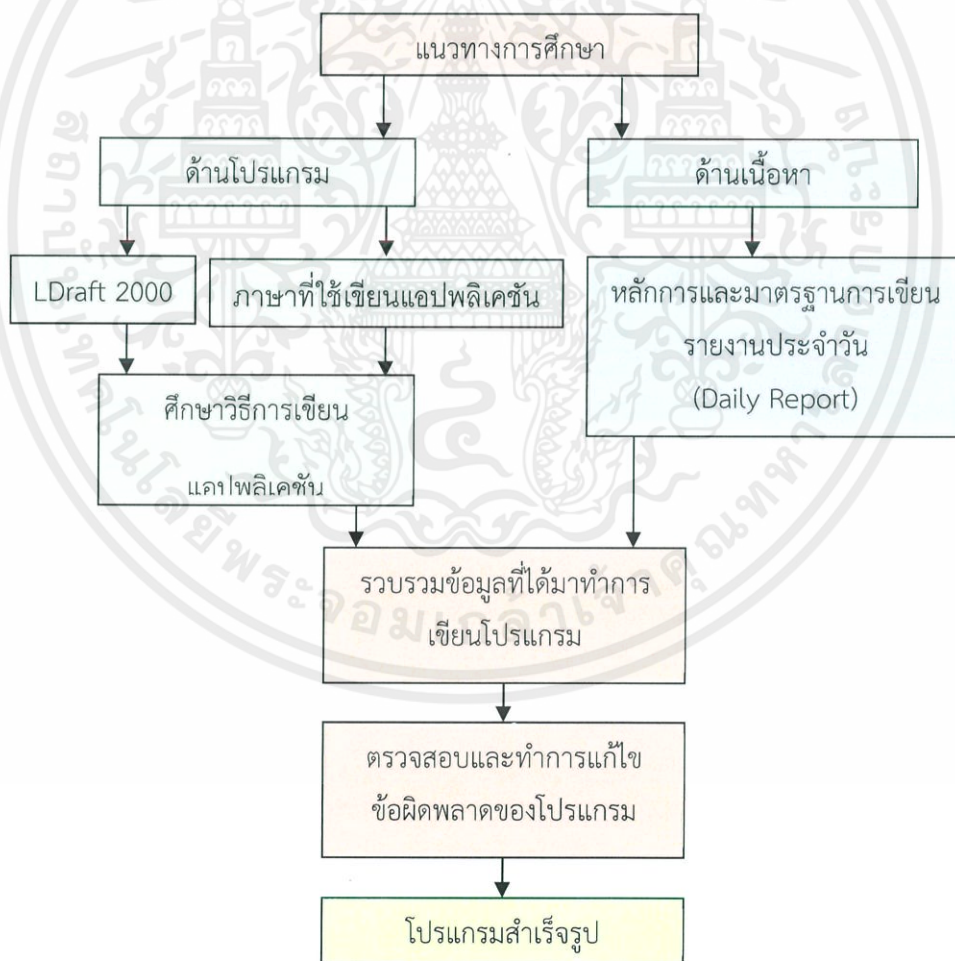 แนวทางการศึกษา
ด้านโปรแกรม
ด้านเนื้อหา
LDraft 2000
ภาษาที่ใช้เขียนแอปพลิเคชัน
หลักการและมาตรฐานการเขียน
รายงานประจำวัน
(Daily Report)
ศึกษาวิธีการเขียน
แอปพลิเคชัน
รวบรวมข้อมูลที่ได้มาทำการ
เขียนโปรแกรม
ตรวจสอบและทำการแก้ไข
ข้อผิดพลาดของโปรแกรม
โปรแกรมสำเร็จรูป